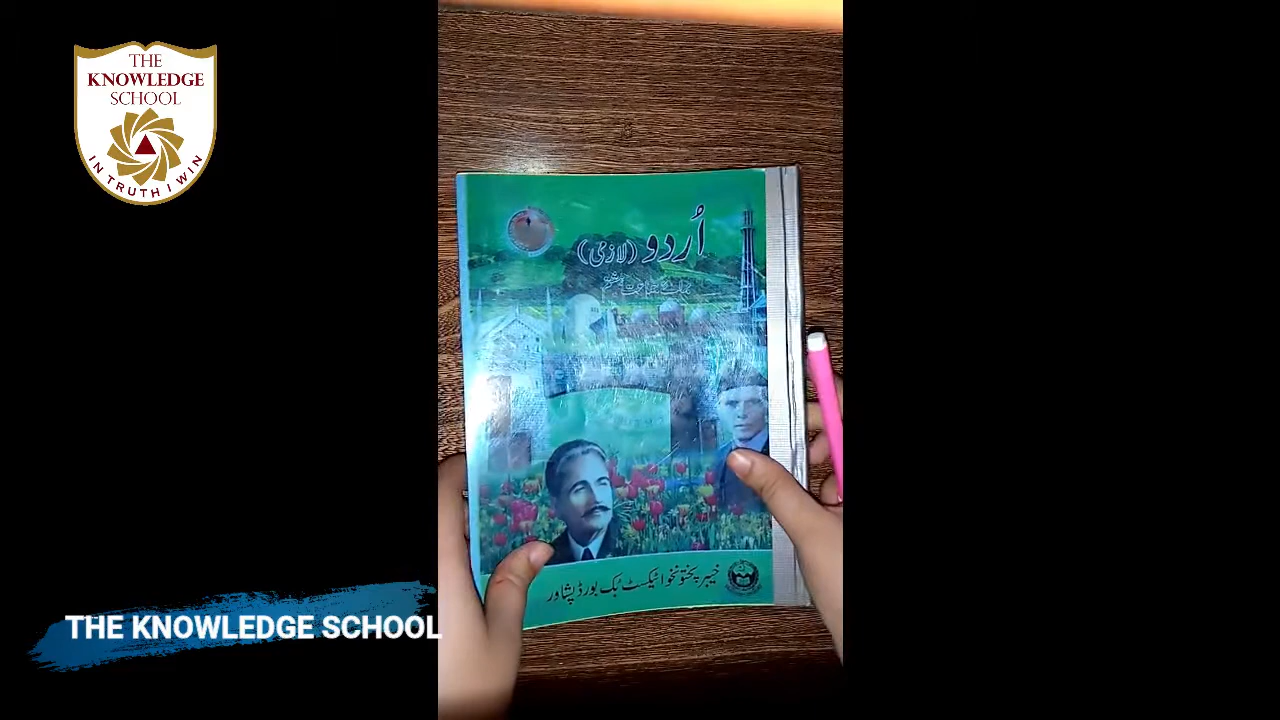 THE
KNOWLEDGE
SCHOOL
IN TRUTH I WIN
اُردو (لازمی)
خیبر پختونخوا ٹیکسٹ بک بورڈ پشاور
THE KNOWLEDGE SCHOOL